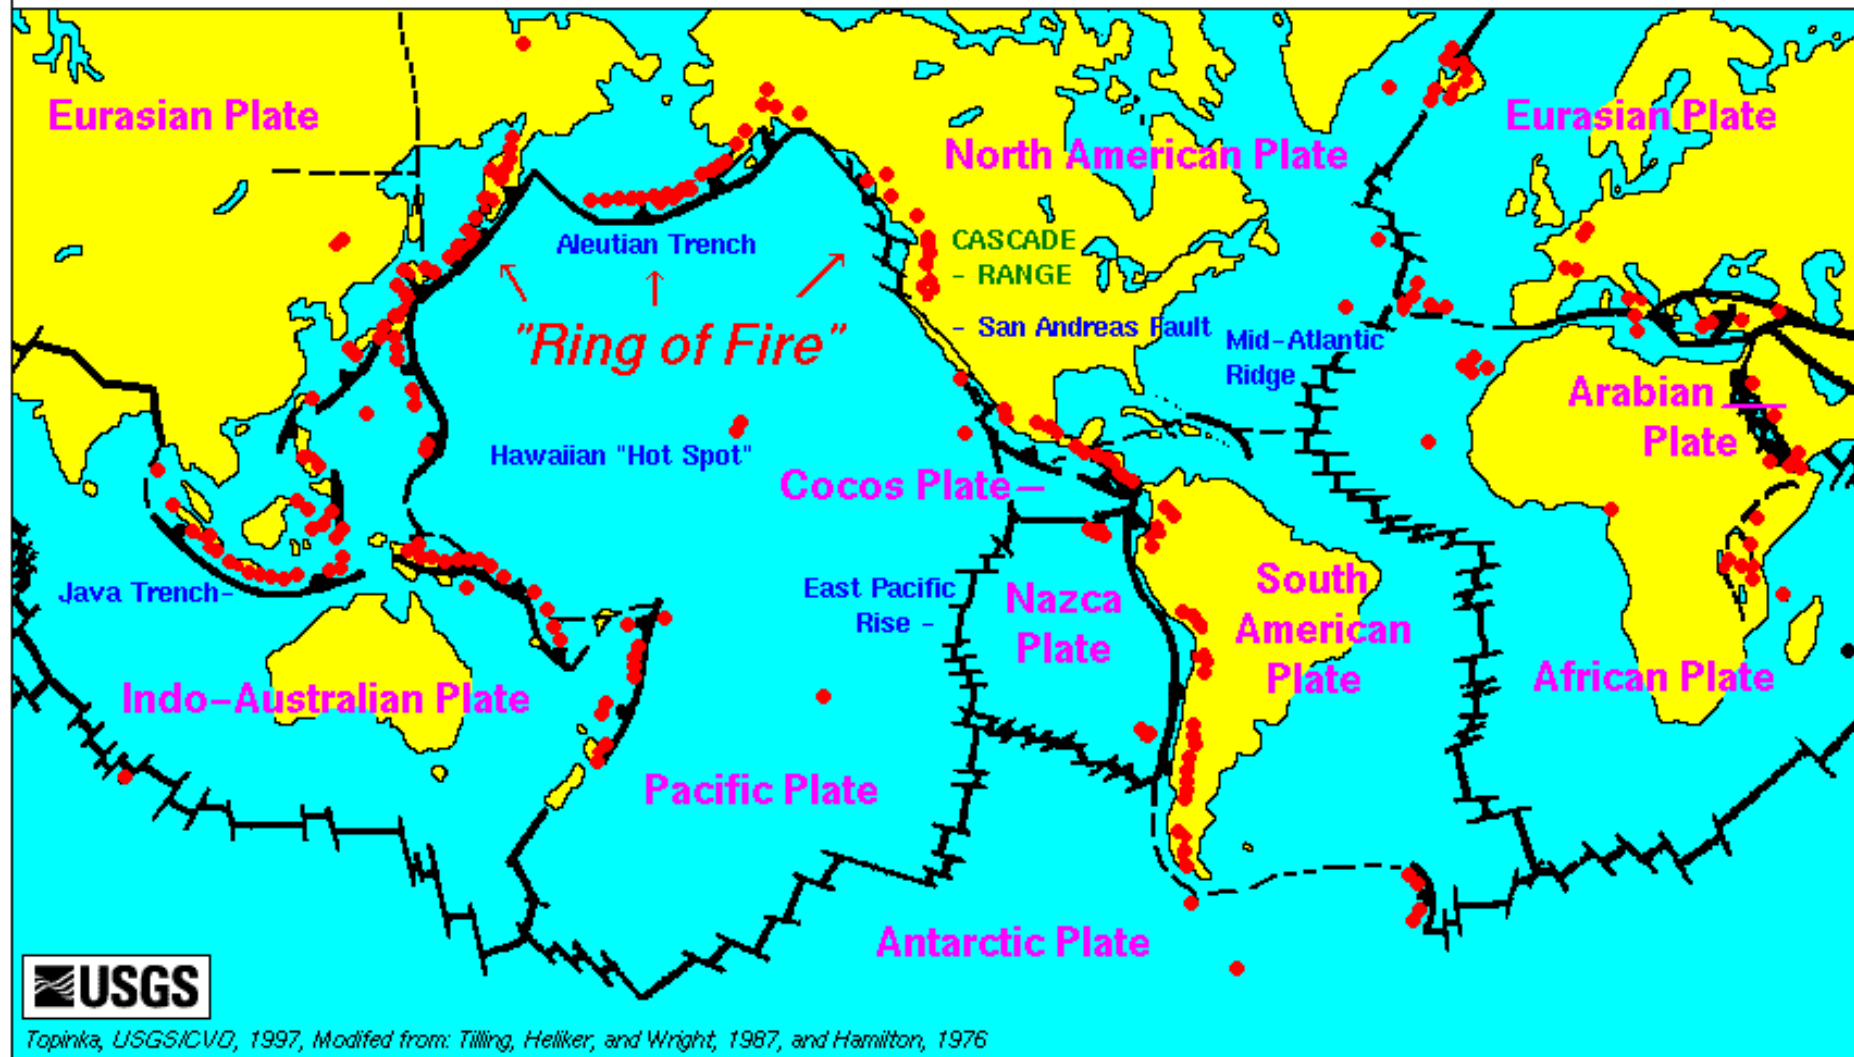 Eurasian Plate
Eurasian Plate
North American Plate
Aleutian Trench
CASCADE
- RANGE
"Ring of Fire"
- San Andreas Fault
Mid-Atlantic
Ridge
Arabian
Plate
Hawaiian "Hot Spot"
Cocos Plate-
Java Trench-
East Pacific
Rise -
Nazca
Plate
South
American
Plate
Indo-Australian Plate
African Plate
Pacific Plate
Antarctic Plate
USGS
Topinka, USGS/CVO, 1997, Modifed from: Tilling, Heliker, and Wright, 1987, and Hamilton, 1976